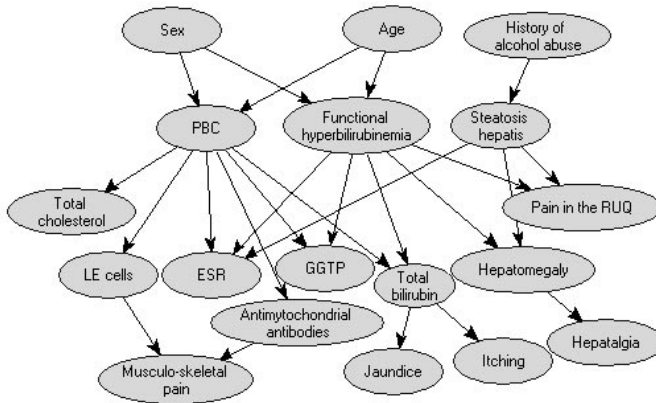 Sex
Age
History of
alcohol abuse
PBC
Functional
hyperbilirubinemia
Steatosis
hepatis
Total
cholesterol
Pain in the RUQ
LE cells
ESR
GGTP
Total
bilirubin
Hepatomegaly
Antimytochondrial
antibodies
Musculo-skeletal
pain
Jaundice
Itching
Hepatalgia